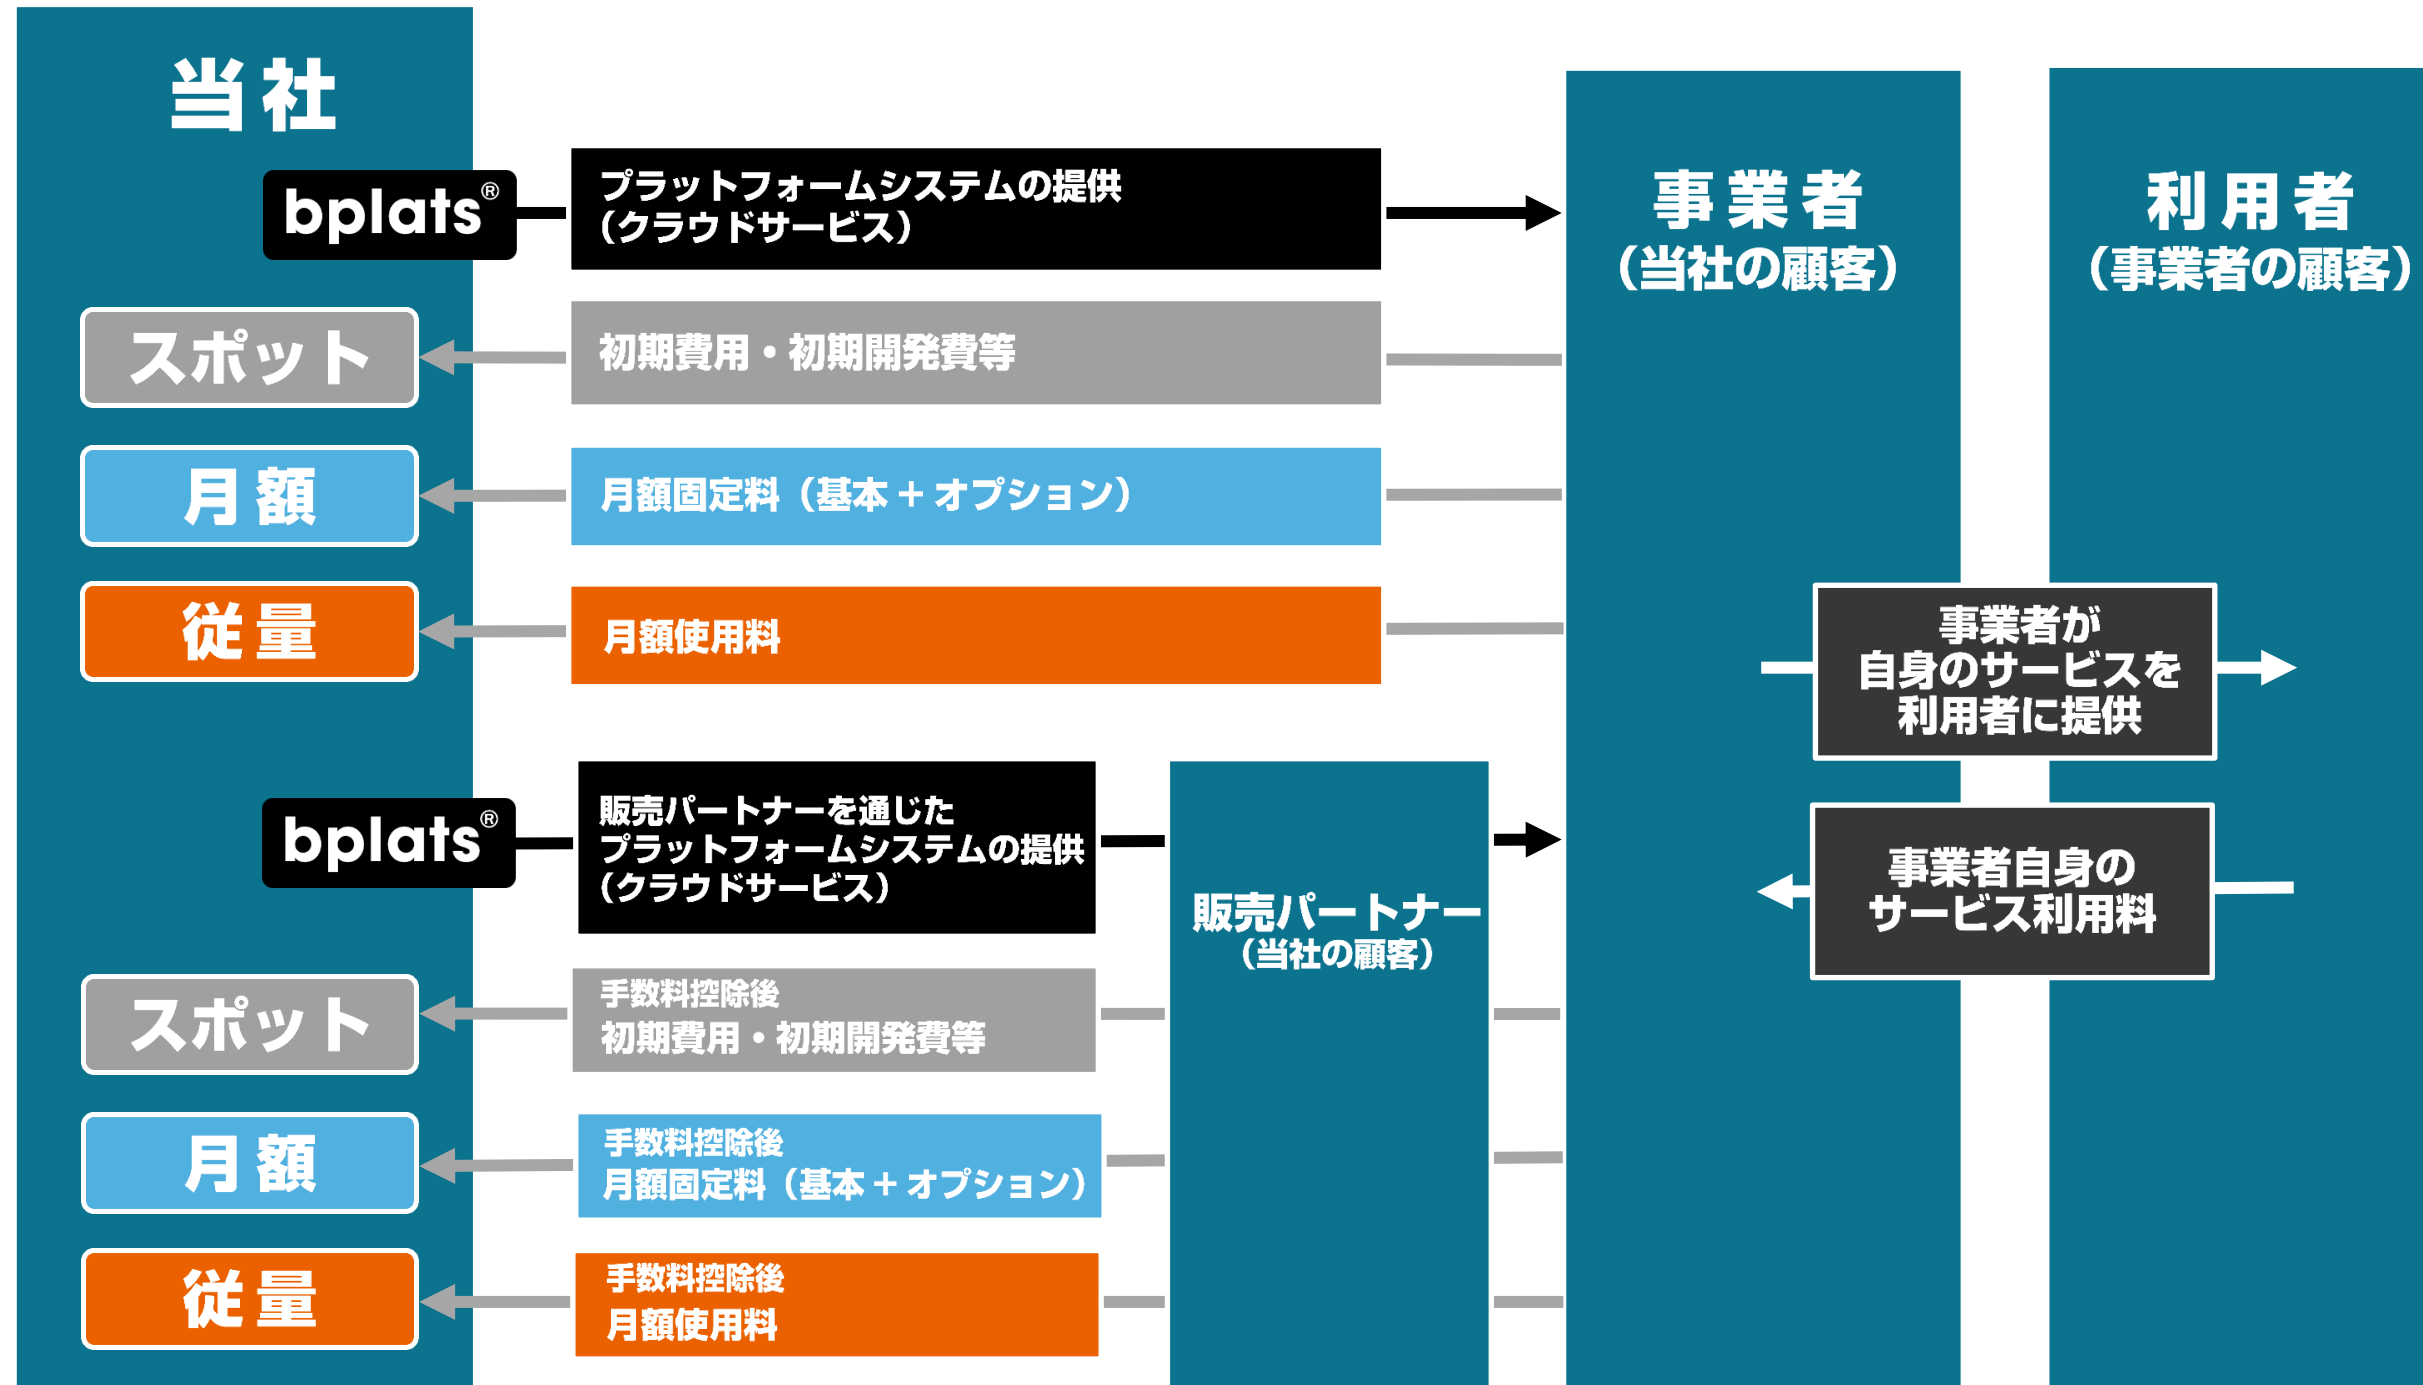 当社
bplats®
プラットフォームシステムの提供
（クラウドサービス）
事業者
（当社の顧客）
利用者
（事業者の顧客）
スポット
初期費用・初期開発費等
月額
月額固定料（基本＋オプション）
従量
月額使用料
事業者が
自身のサービスを
利用者に提供
bplats®
販売パートナーを通じた
プラットフォームシステムの提供
（クラウドサービス）
販売パートナー
（当社の顧客）
事業者自身の
サービス利用料
スポット
手数料控除後
初期費用・初期開発費等
月額
手数料控除後
月額固定料（基本＋オプション）
従量
手数料控除後
月額使用料